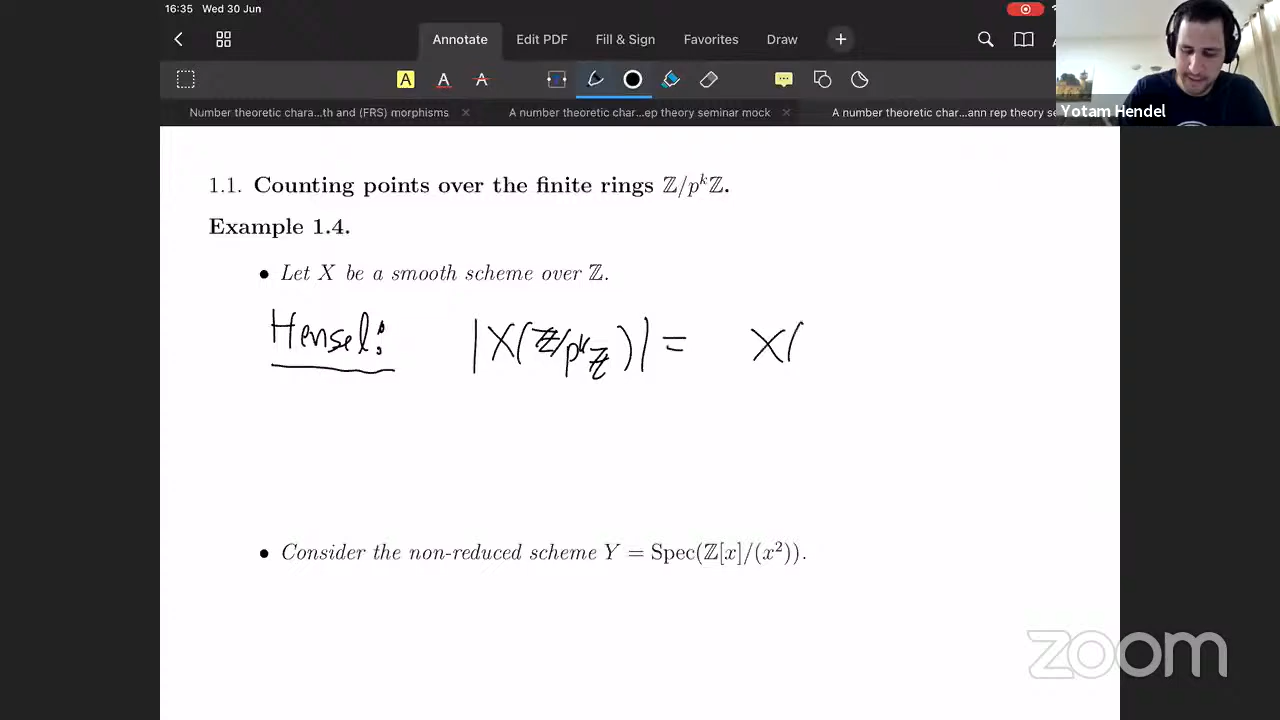 16:35 Wed 30 Jun
Annotate Edit PDF Fill & Sign Favorites Draw
Yotam Hendel
Number theoretic chara...th and (FRS) morphisms
A number theoretic char...ep theory seminar mock
A number theoretic char...ann rep theory se
1.1. Counting points over the finite rings ℤ/pᵏℤ.
Example 1.4.
• Let X be a smooth scheme over ℤ.
Hensel: |X(ℤ/pᵏℤ)| = X(
• Consider the non-reduced scheme Y = Spec(ℤ[x]/(x²)).
zoom